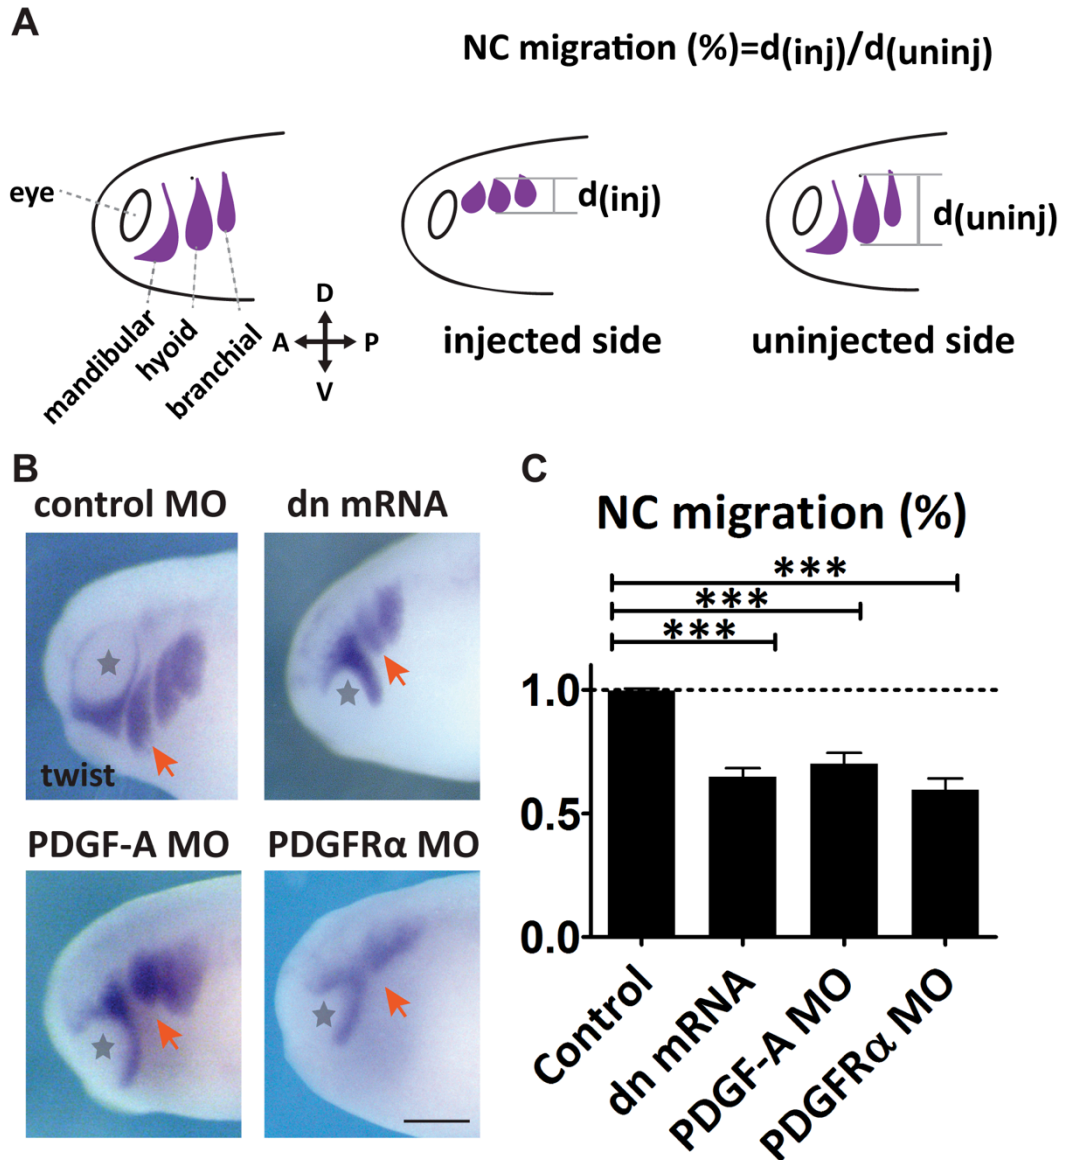 A
NC migration (%)=d(inj)/d(uninj)
eye
mandibular
hyoid
branchial
D
A
P
V
d(inj)
injected side
d(uninj)
uninjected side
B
control MO
dn mRNA
twist
PDGF-A MO
PDGFRα MO
C
NC migration (%)
***
***
***
1.0
0.5
0.0
Control
dn mRNA
PDGF-A MO
PDGFRα MO